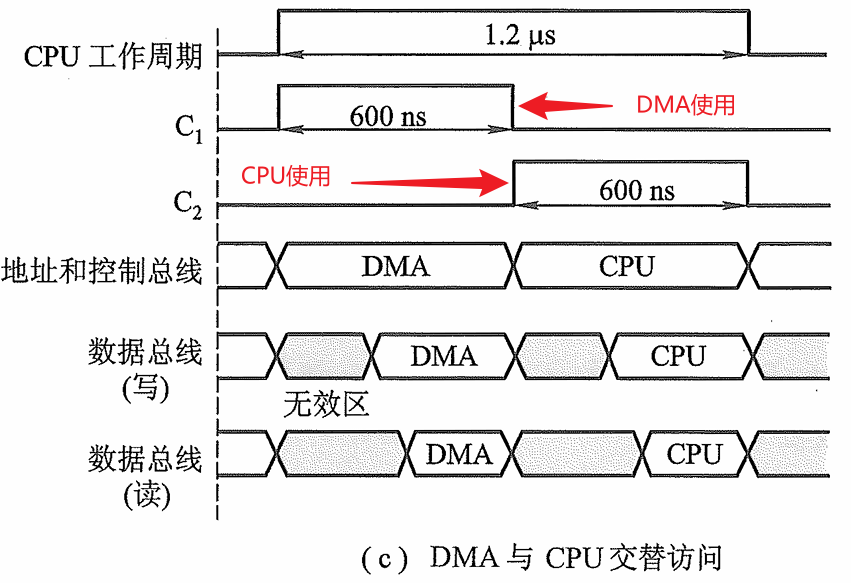 CPU 工作周期
1.2 μs
C1
600 ns
DMA使用
C2
CPU使用
600 ns
地址和控制总线
DMA
CPU
数据总线
(写)
DMA
CPU
无效区
数据总线
(读)
DMA
CPU
(c) DMA 与 CPU 交替访问